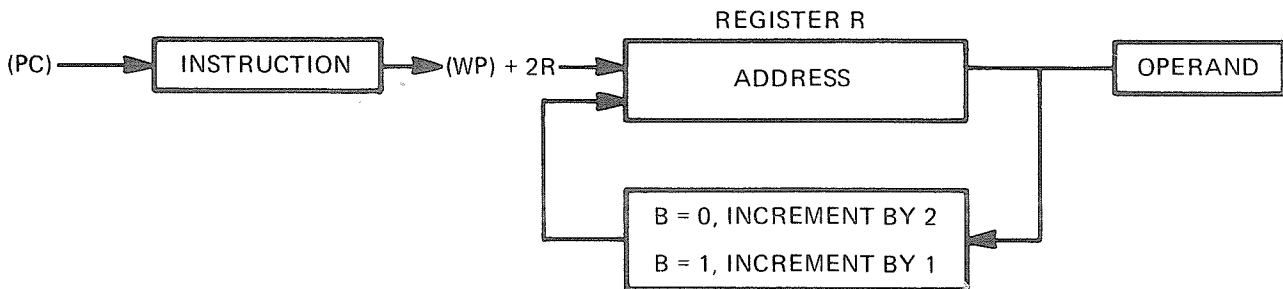 REGISTER R
(PC)
INSTRUCTION
(WP) + 2R
ADDRESS
OPERAND
B = 0, INCREMENT BY 2
B = 1, INCREMENT BY 1